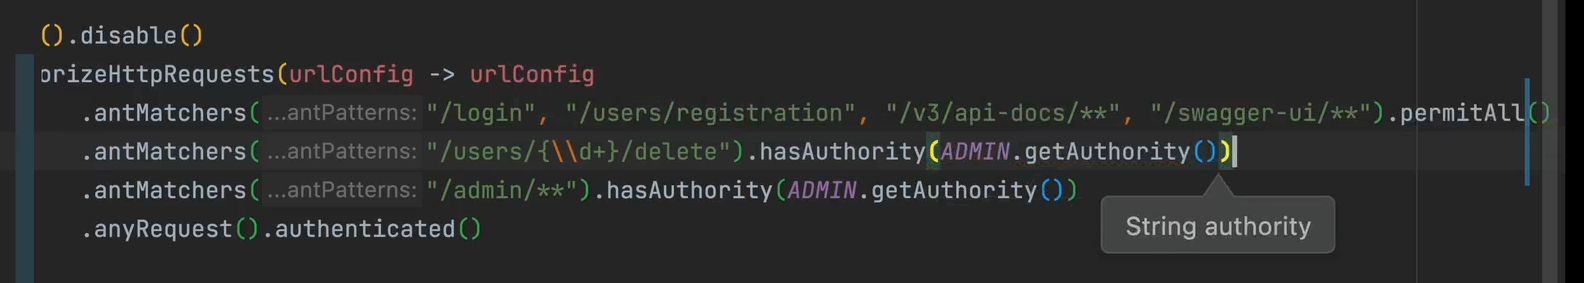 ().disable()
orizeHttpRequests(urlConfig -> urlConfig
.antMatchers( ...antPatterns: "/login", "/users/registration", "/v3/api-docs/**", "/swagger-ui/**").permitAll()
.antMatchers( ...antPatterns: "/users/{\\d+}/delete").hasAuthority(ADMIN.getAuthority())
.antMatchers( ...antPatterns: "/admin/**").hasAuthority(ADMIN.getAuthority())
.anyRequest().authenticated()
String authority